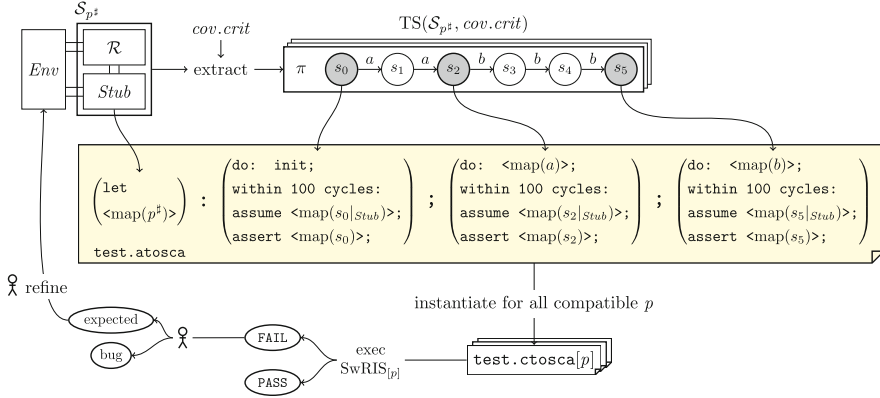 𝒮ₚ♯
cov.crit
TS(𝒮ₚ♯, cov.crit)
Env
ℛ
Stub
extract
π
s₀ a s₁ a s₂ b s₃ b s₄ b s₅
let
<map(p♯)>
:
do: init;
within 100 cycles:
assume <map(s₀|Stub)>;
assert <map(s₀)>;
;
do: <map(a)>;
within 100 cycles:
assume <map(s₂|Stub)>;
assert <map(s₂)>;
;
do: <map(b)>;
within 100 cycles:
assume <map(s₅|Stub)>;
assert <map(s₅)>;
test.atosca
refine
instantiate for all compatible p
expected
bug
FAIL
PASS
exec
SwRIS[p]
test.ctosca[p]